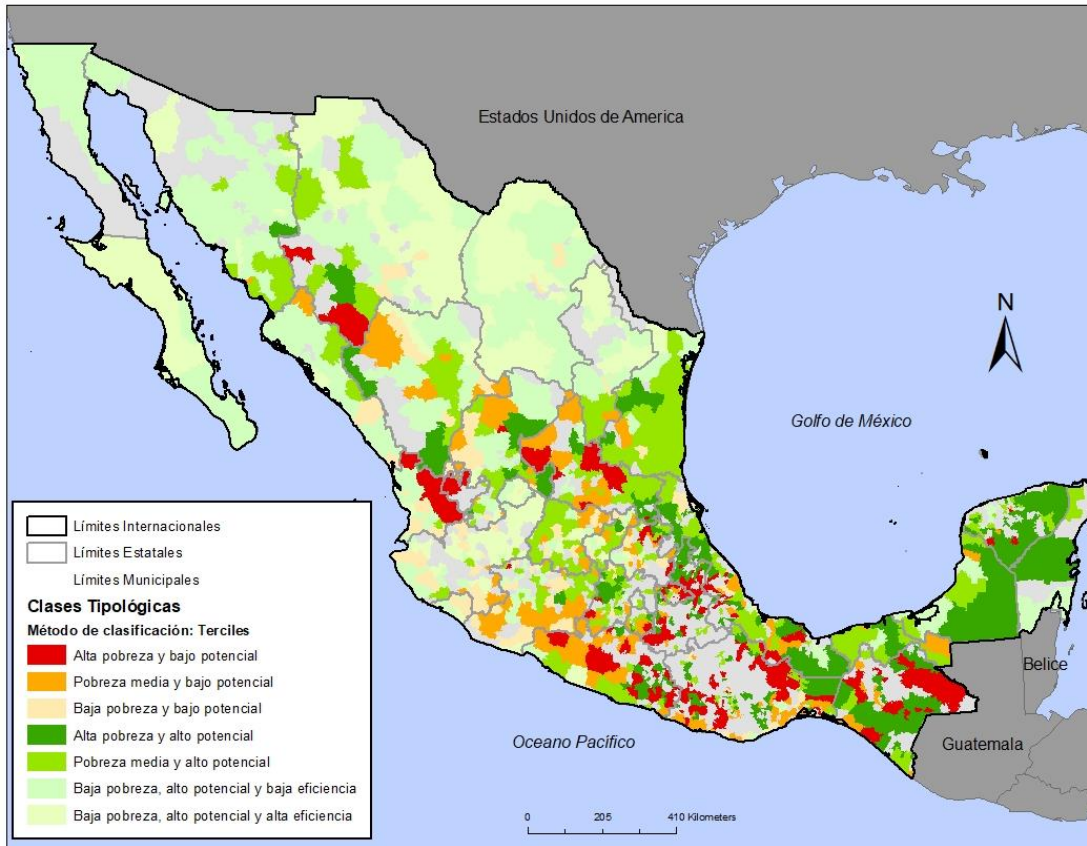 Estados Unidos de America
N
Golfo de México
Límites Internacionales
Límites Estatales
Límites Municipales
Clases Tipológicas
Método de clasificación: Terciles
Alta pobreza y bajo potencial
Pobreza media y bajo potencial
Baja pobreza y bajo potencial
Alta pobreza y alto potencial
Pobreza media y alto potencial
Baja pobreza, alto potencial y baja eficiencia
Baja pobreza, alto potencial y alta eficiencia
Belice
Oceano Pacífico
Guatemala
0 205 410 Kilometers